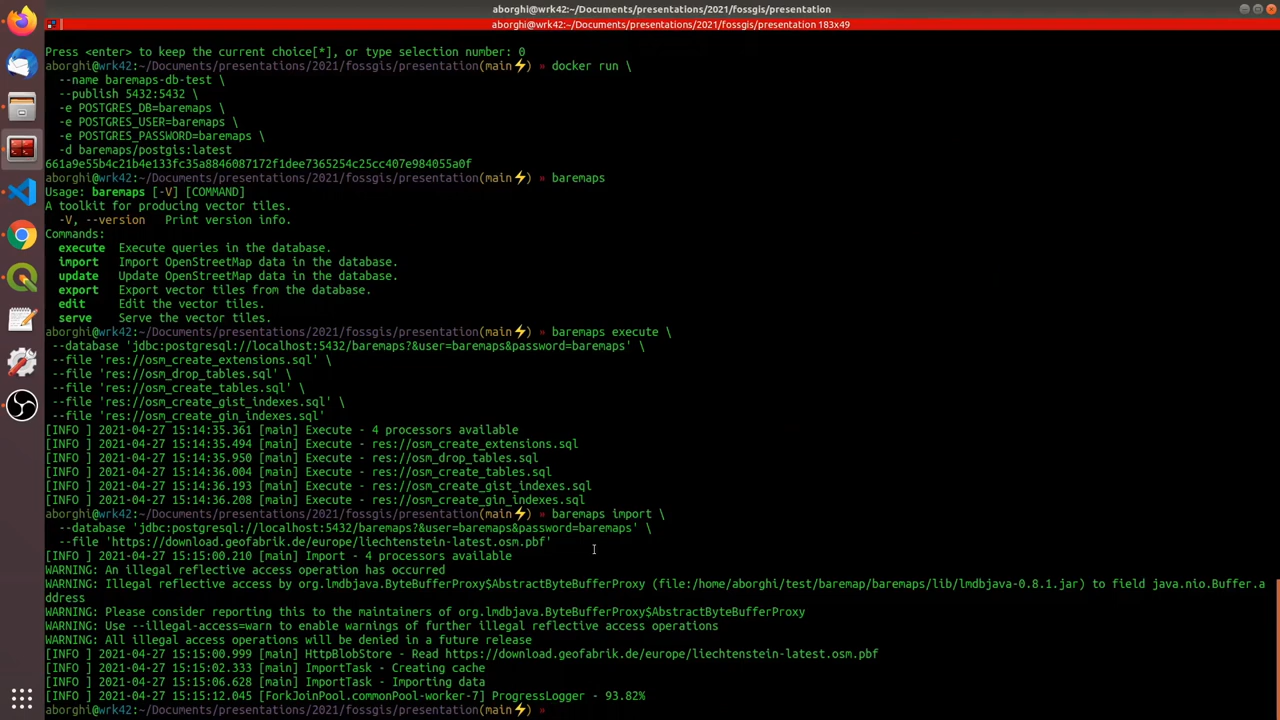 aborghi@wrk42:~/Documents/presentations/2021/fossgis/presentation
aborghi@wrk42:~/Documents/presentations/2021/fossgis/presentation 183x49
Press <enter> to keep the current choice[*], or type selection number: 0
aborghi@wrk42:~/Documents/presentations/2021/fossgis/presentation(main⚡) » docker run \
--name baremaps-db-test \
--publish 5432:5432 \
-e POSTGRES_DB=baremaps \
-e POSTGRES_USER=baremaps \
-e POSTGRES_PASSWORD=baremaps \
-d baremaps/postgis:latest
661a9e55b4c21b4e133fc35a8846087172f1dee7365254c25cc407e984055a0f
aborghi@wrk42:~/Documents/presentations/2021/fossgis/presentation(main⚡) » baremaps
Usage: baremaps [-V] [COMMAND]
A toolkit for producing vector tiles.
-V, --version   Print version info.
Commands:
execute  Execute queries in the database.
import   Import OpenStreetMap data in the database.
update   Update OpenStreetMap data in the database.
export   Export vector tiles from the database.
edit     Edit the vector tiles.
serve    Serve the vector tiles.
aborghi@wrk42:~/Documents/presentations/2021/fossgis/presentation(main⚡) » baremaps execute \
--database 'jdbc:postgresql://localhost:5432/baremaps?&user=baremaps&password=baremaps' \
--file 'res://osm_create_extensions.sql' \
--file 'res://osm_drop_tables.sql' \
--file 'res://osm_create_tables.sql' \
--file 'res://osm_create_gist_indexes.sql' \
--file 'res://osm_create_gin_indexes.sql'
[INFO ] 2021-04-27 15:14:35.361 [main] Execute - 4 processors available
[INFO ] 2021-04-27 15:14:35.494 [main] Execute - res://osm_create_extensions.sql
[INFO ] 2021-04-27 15:14:35.950 [main] Execute - res://osm_drop_tables.sql
[INFO ] 2021-04-27 15:14:36.004 [main] Execute - res://osm_create_tables.sql
[INFO ] 2021-04-27 15:14:36.193 [main] Execute - res://osm_create_gist_indexes.sql
[INFO ] 2021-04-27 15:14:36.208 [main] Execute - res://osm_create_gin_indexes.sql
aborghi@wrk42:~/Documents/presentations/2021/fossgis/presentation(main⚡) » baremaps import \
--database 'jdbc:postgresql://localhost:5432/baremaps?&user=baremaps&password=baremaps' \
--file 'https://download.geofabrik.de/europe/liechtenstein-latest.osm.pbf'
[INFO ] 2021-04-27 15:15:00.210 [main] Import - 4 processors available
WARNING: An illegal reflective access operation has occurred
WARNING: Illegal reflective access by org.lmdbjava.ByteBufferProxy$AbstractByteBufferProxy (file:/home/aborghi/test/baremap/baremaps/lib/lmdbjava-0.8.1.jar) to field java.nio.Buffer.a
ddress
WARNING: Please consider reporting this to the maintainers of org.lmdbjava.ByteBufferProxy$AbstractByteBufferProxy
WARNING: Use --illegal-access=warn to enable warnings of further illegal reflective access operations
WARNING: All illegal access operations will be denied in a future release
[INFO ] 2021-04-27 15:15:00.999 [main] HttpBlobStore - Read https://download.geofabrik.de/europe/liechtenstein-latest.osm.pbf
[INFO ] 2021-04-27 15:15:02.333 [main] ImportTask - Creating cache
[INFO ] 2021-04-27 15:15:06.628 [main] ImportTask - Importing data
[INFO ] 2021-04-27 15:15:12.045 [ForkJoinPool.commonPool-worker-7] ProgressLogger - 93.82%
aborghi@wrk42:~/Documents/presentations/2021/fossgis/presentation(main⚡) »